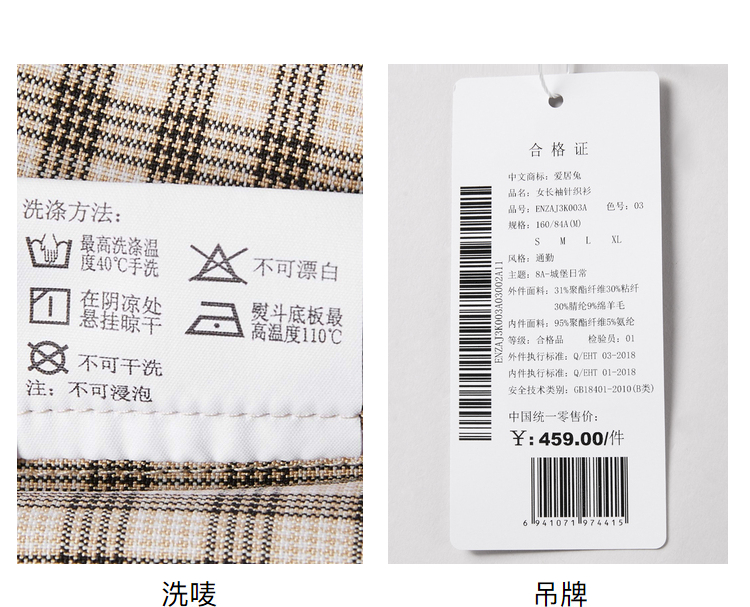 洗涤方法：
最高洗涤温
度40℃手洗
不可漂白
在阴凉处
悬挂晾干
熨斗底板最
高温度110℃
不可干洗
注：不可浸泡
洗唛
合格证
中文商标：爱居兔
品名：女长袖针织衫
品号：ENZAJ3K003A 色号：03
规格：160/84A(M)
S M L XL
风格：通勤
主题：8A-城堡日常
外件面料：31%聚酯纤维30%粘纤
30%腈纶9%绵羊毛
内件面料：95%聚酯纤维5%氨纶
等级：合格品 检验员：01
外件执行标准：Q/EHT 03-2018
内件执行标准：Q/EHT 01-2018
安全技术类别：GB18401-2010(B类)
中国统一零售价：
¥:459.00/件
ENZAJ3K003A03002A11
6 941071 974415
吊牌